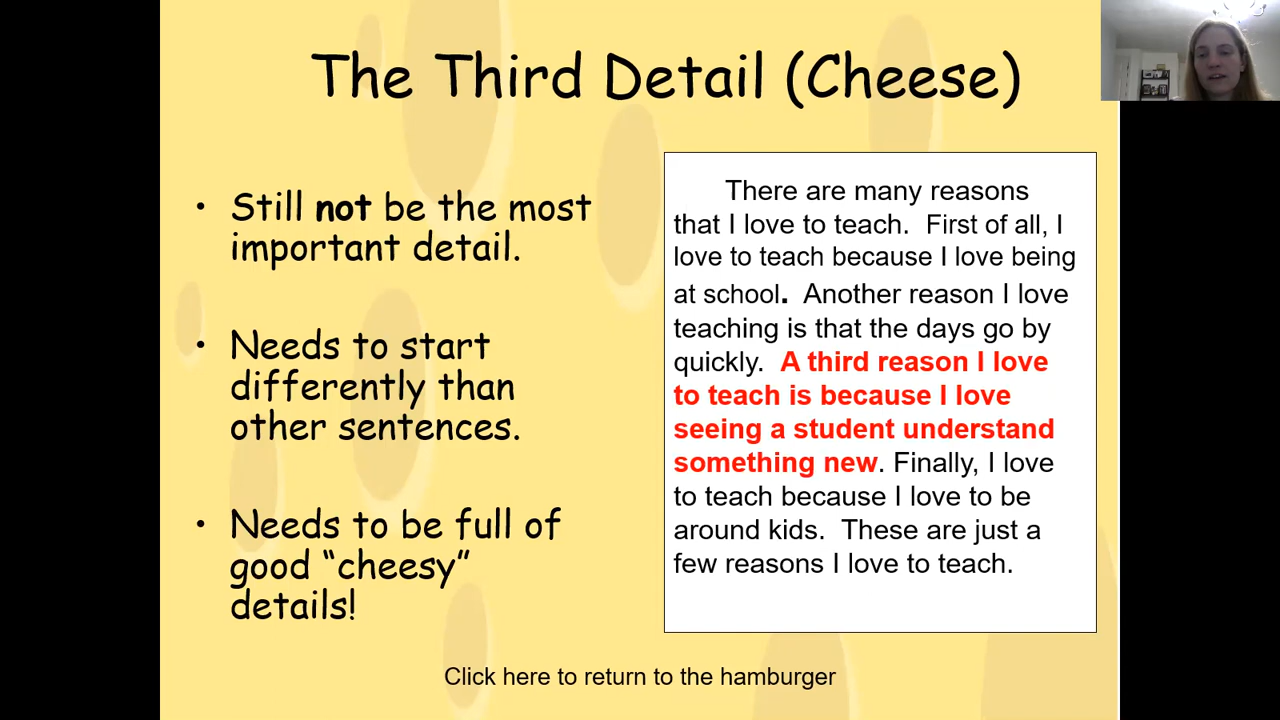 The Third Detail (Cheese)
• Still not be the most
important detail.
• Needs to start
differently than
other sentences.
• Needs to be full of
good “cheesy”
details!
There are many reasons
that I love to teach.  First of all, I
love to teach because I love being
at school.  Another reason I love
teaching is that the days go by
quickly.  A third reason I love
to teach is because I love
seeing a student understand
something new. Finally, I love
to teach because I love to be
around kids.  These are just a
few reasons I love to teach.
Click here to return to the hamburger